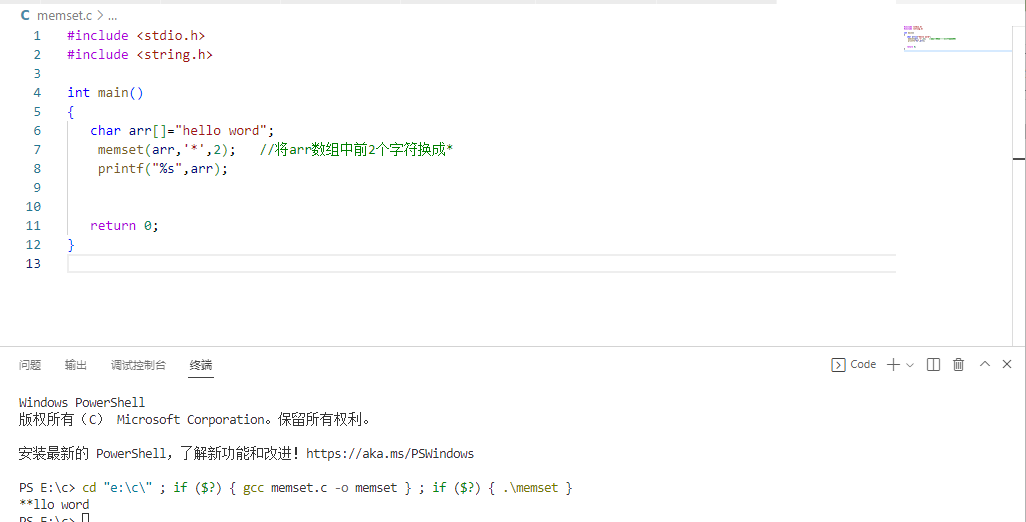 C memset.c > ...
1 #include <stdio.h>
2 #include <string.h>
3
4 int main()
5 {
6 char arr[]="hello word";
7 memset(arr,'*',2); //将arr数组中前2个字符换成*
8 printf("%s",arr);
9
10
11 return 0;
12 }
13
问题 输出 调试控制台 终端 Code
Windows PowerShell
版权所有（C） Microsoft Corporation。保留所有权利。
安装最新的 PowerShell，了解新功能和改进！https://aka.ms/PSWindows
PS E:\c> cd "e:\c\" ; if ($?) { gcc memset.c -o memset } ; if ($?) { .\memset }
**llo word
PS E:\c>